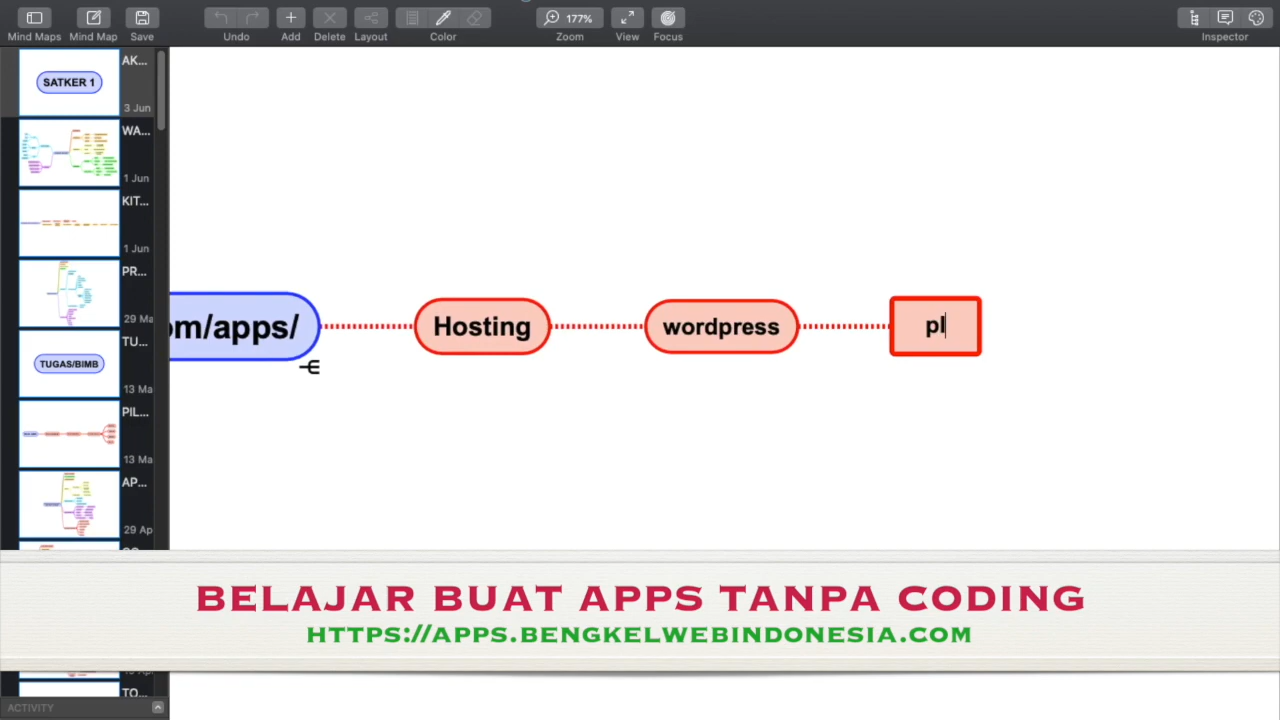 Mind Maps Mind Map Save Undo Add Delete Layout Color 177% Zoom View Focus Inspector
SATKER 1
AK...
3 Jun
WA...
1 Jun
KIT...
1 Jun
PR...
29 Ma
TU...
TUGAS/BIMB
13 Ma
PIL...
13 Ma
AP...
29 Ap
TO...
ACTIVITY
om/apps/ Hosting wordpress pl
BELAJAR BUAT APPS TANPA CODING
HTTPS://APPS.BENGKELWEBINDONESIA.COM